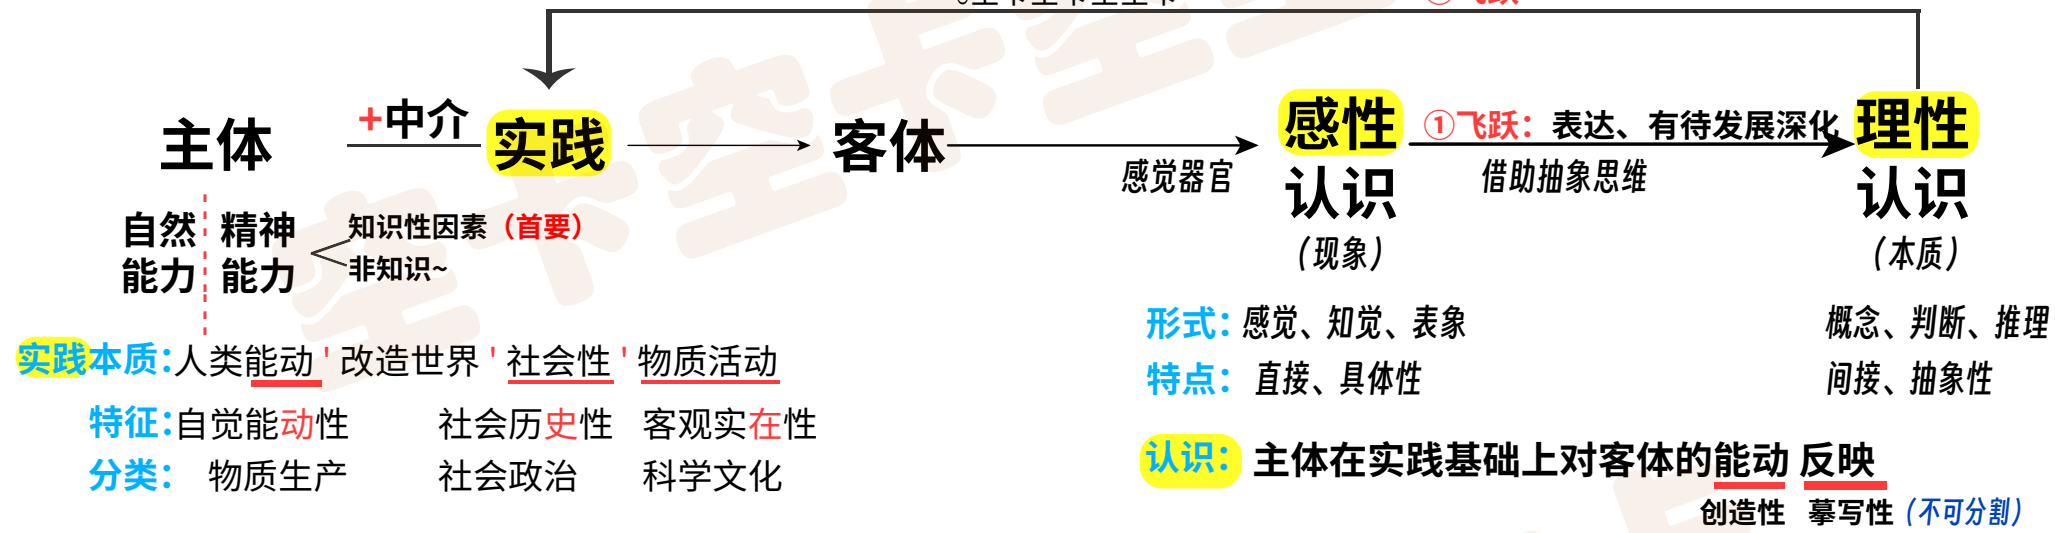 主体
+中介
实践
客体
感觉器官
感性
认识
(现象)
①飞跃：表达、有待发展深化
借助抽象思维
理性
认识
(本质)
自然
能力
精神
能力
知识性因素（首要）
非知识~
实践本质：人类能动'改造世界'社会性'物质活动
特征：自觉能动性 社会历史性 客观实在性
分类： 物质生产 社会政治 科学文化
形式：感觉、知觉、表象 概念、判断、推理
特点：直接、具体性 间接、抽象性
认识：主体在实践基础上对客体的能动 反映
创造性 摹写性（不可分割）
空卡空卡空